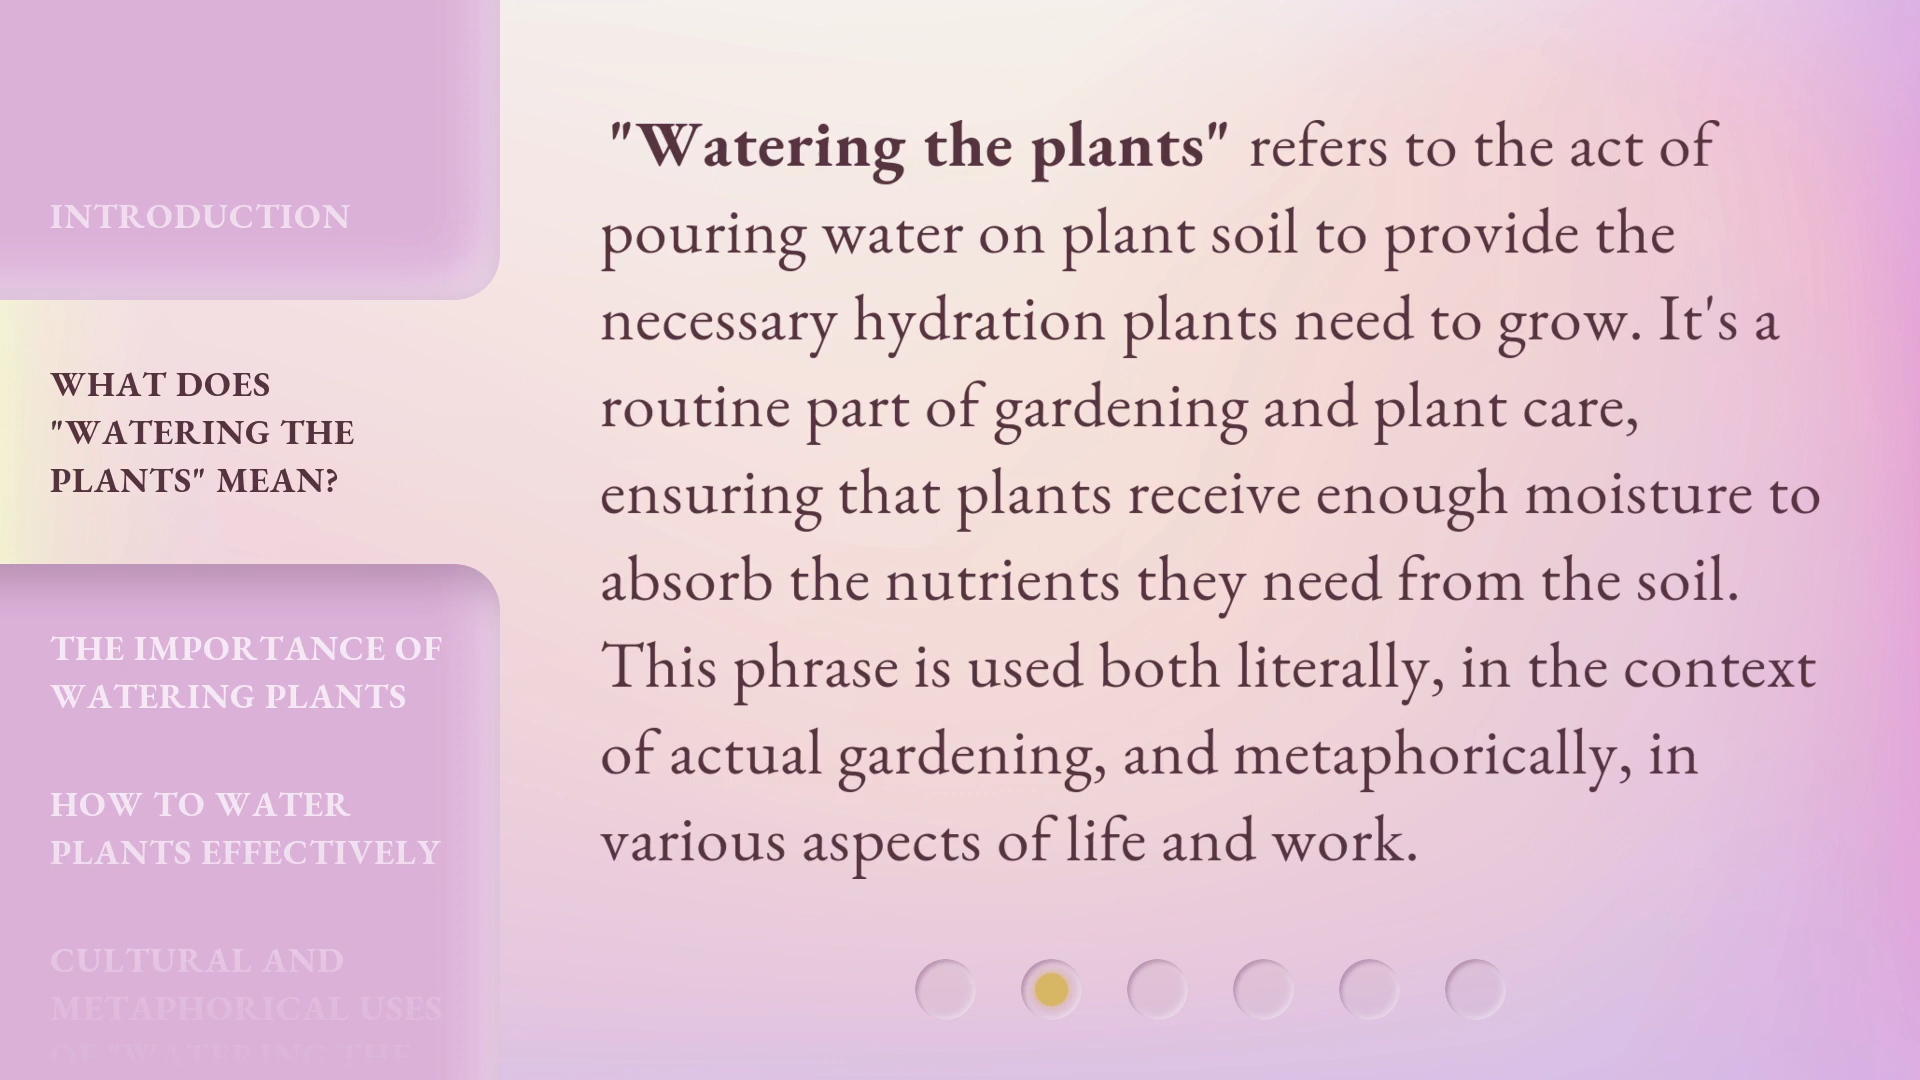 INTRODUCTION
WHAT DOES
"WATERING THE
PLANTS" MEAN?
THE IMPORTANCE OF
WATERING PLANTS
HOW TO WATER
PLANTS EFFECTIVELY
CULTURAL AND
METAPHORICAL USES
OF "WATERING THE
"Watering the plants" refers to the act of
pouring water on plant soil to provide the
necessary hydration plants need to grow. It's a
routine part of gardening and plant care,
ensuring that plants receive enough moisture to
absorb the nutrients they need from the soil.
This phrase is used both literally, in the context
of actual gardening, and metaphorically, in
various aspects of life and work.